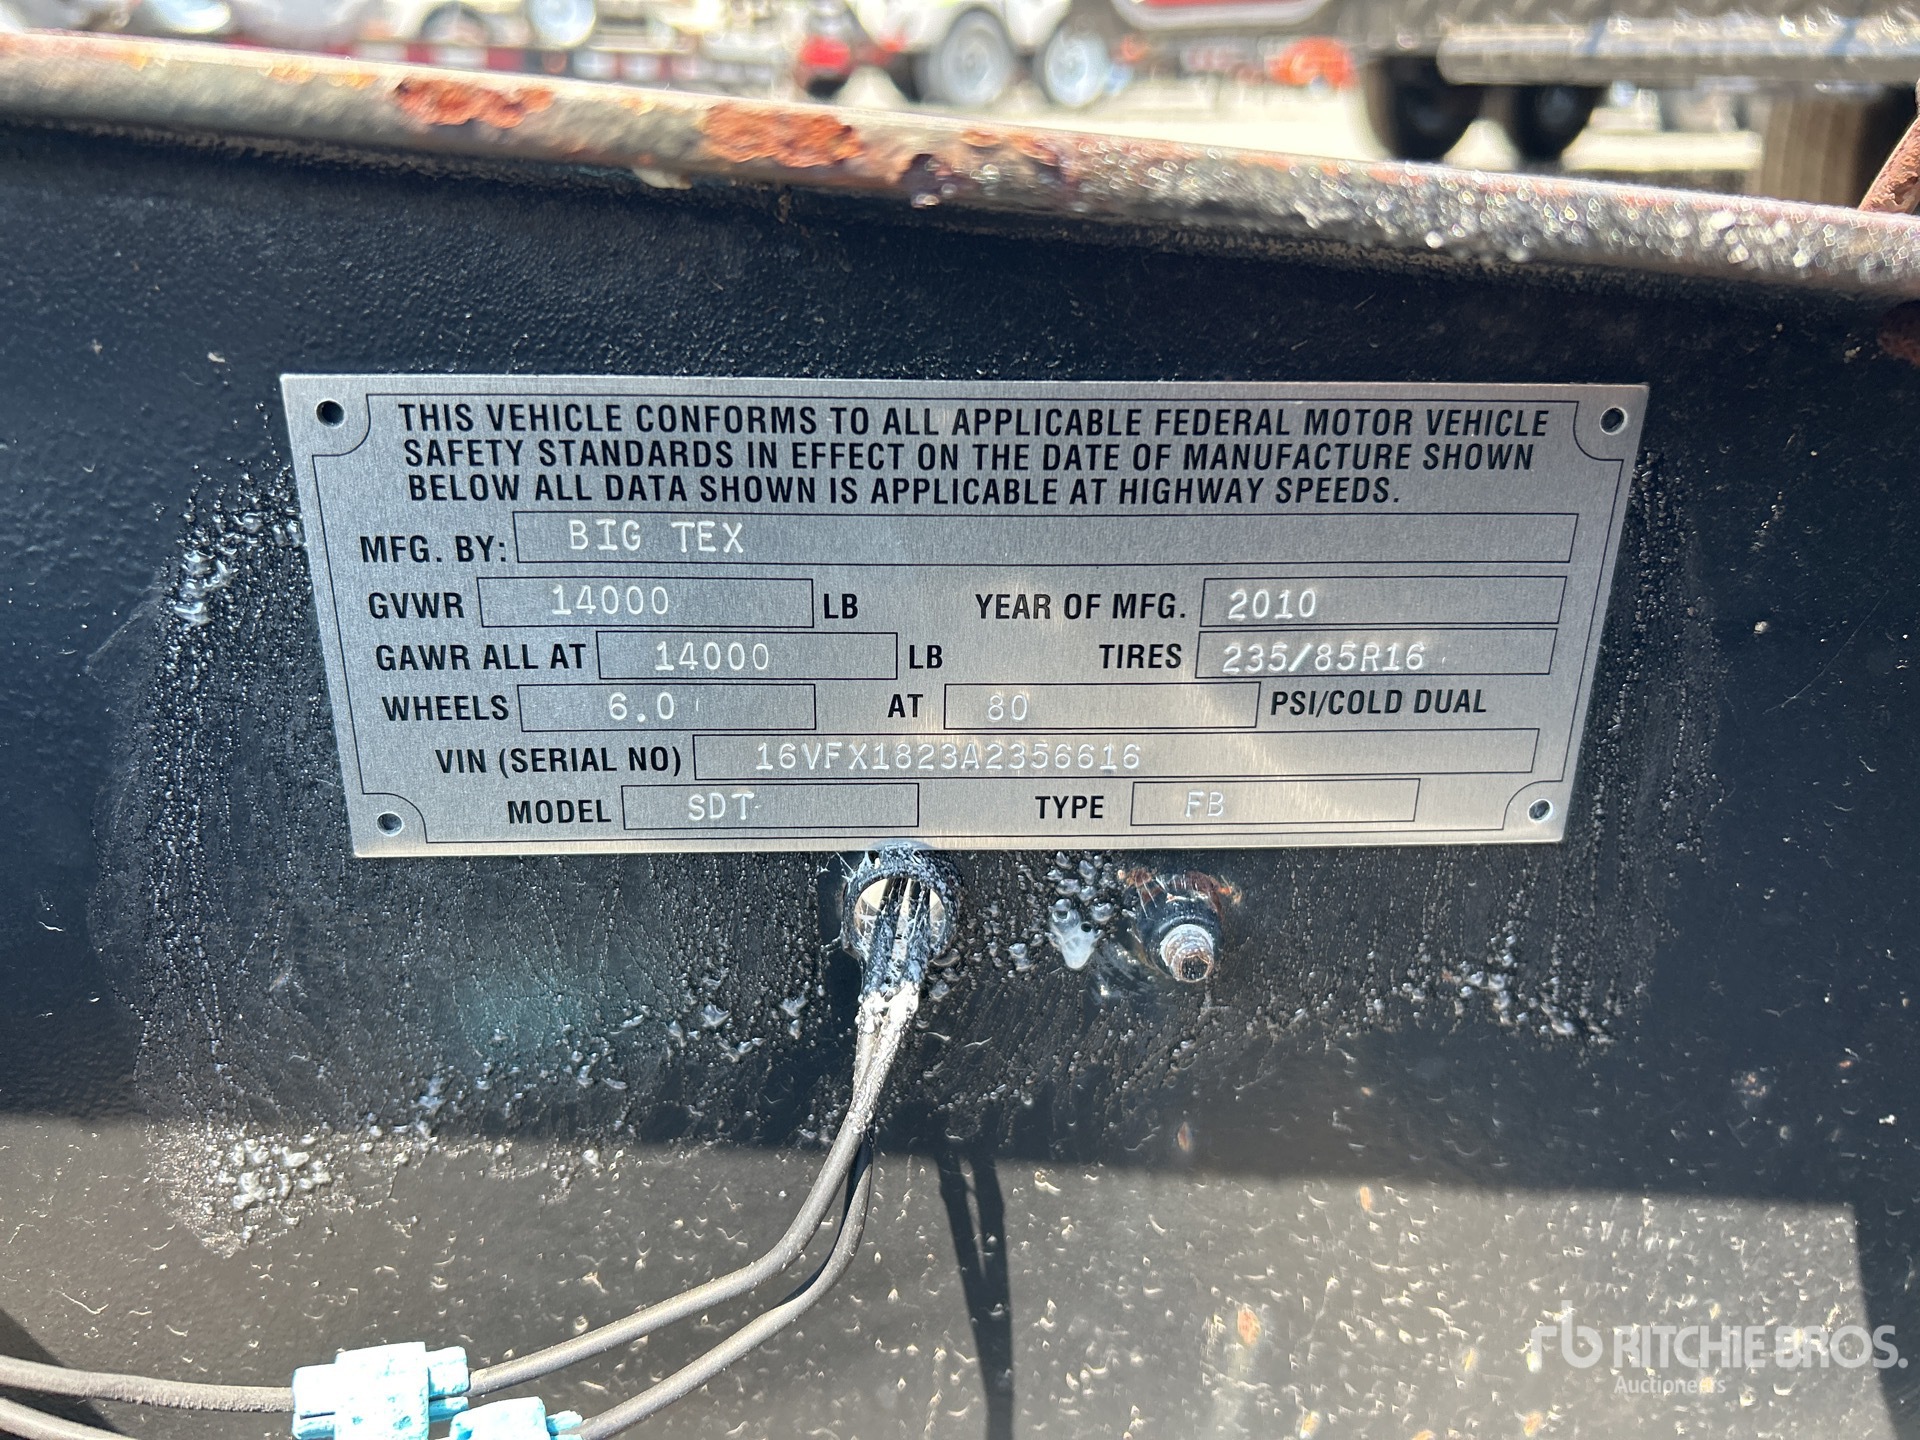 THIS VEHICLE CONFORMS TO ALL APPLICABLE FEDERAL MOTOR VEHICLE
SAFETY STANDARDS IN EFFECT ON THE DATE OF MANUFACTURE SHOWN
BELOW ALL DATA SHOWN IS APPLICABLE AT HIGHWAY SPEEDS.
MFG. BY: BIG TEX
GVWR 14000 LB YEAR OF MFG. 2010
GAWR ALL AT 14000 LB TIRES 235/85R16
WHEELS 6.0 AT 80 PSI/COLD DUAL
VIN (SERIAL NO) 16VFX1823A2356616
MODEL SDT TYPE FB
rb RITCHIE BROS.
Auctioneers